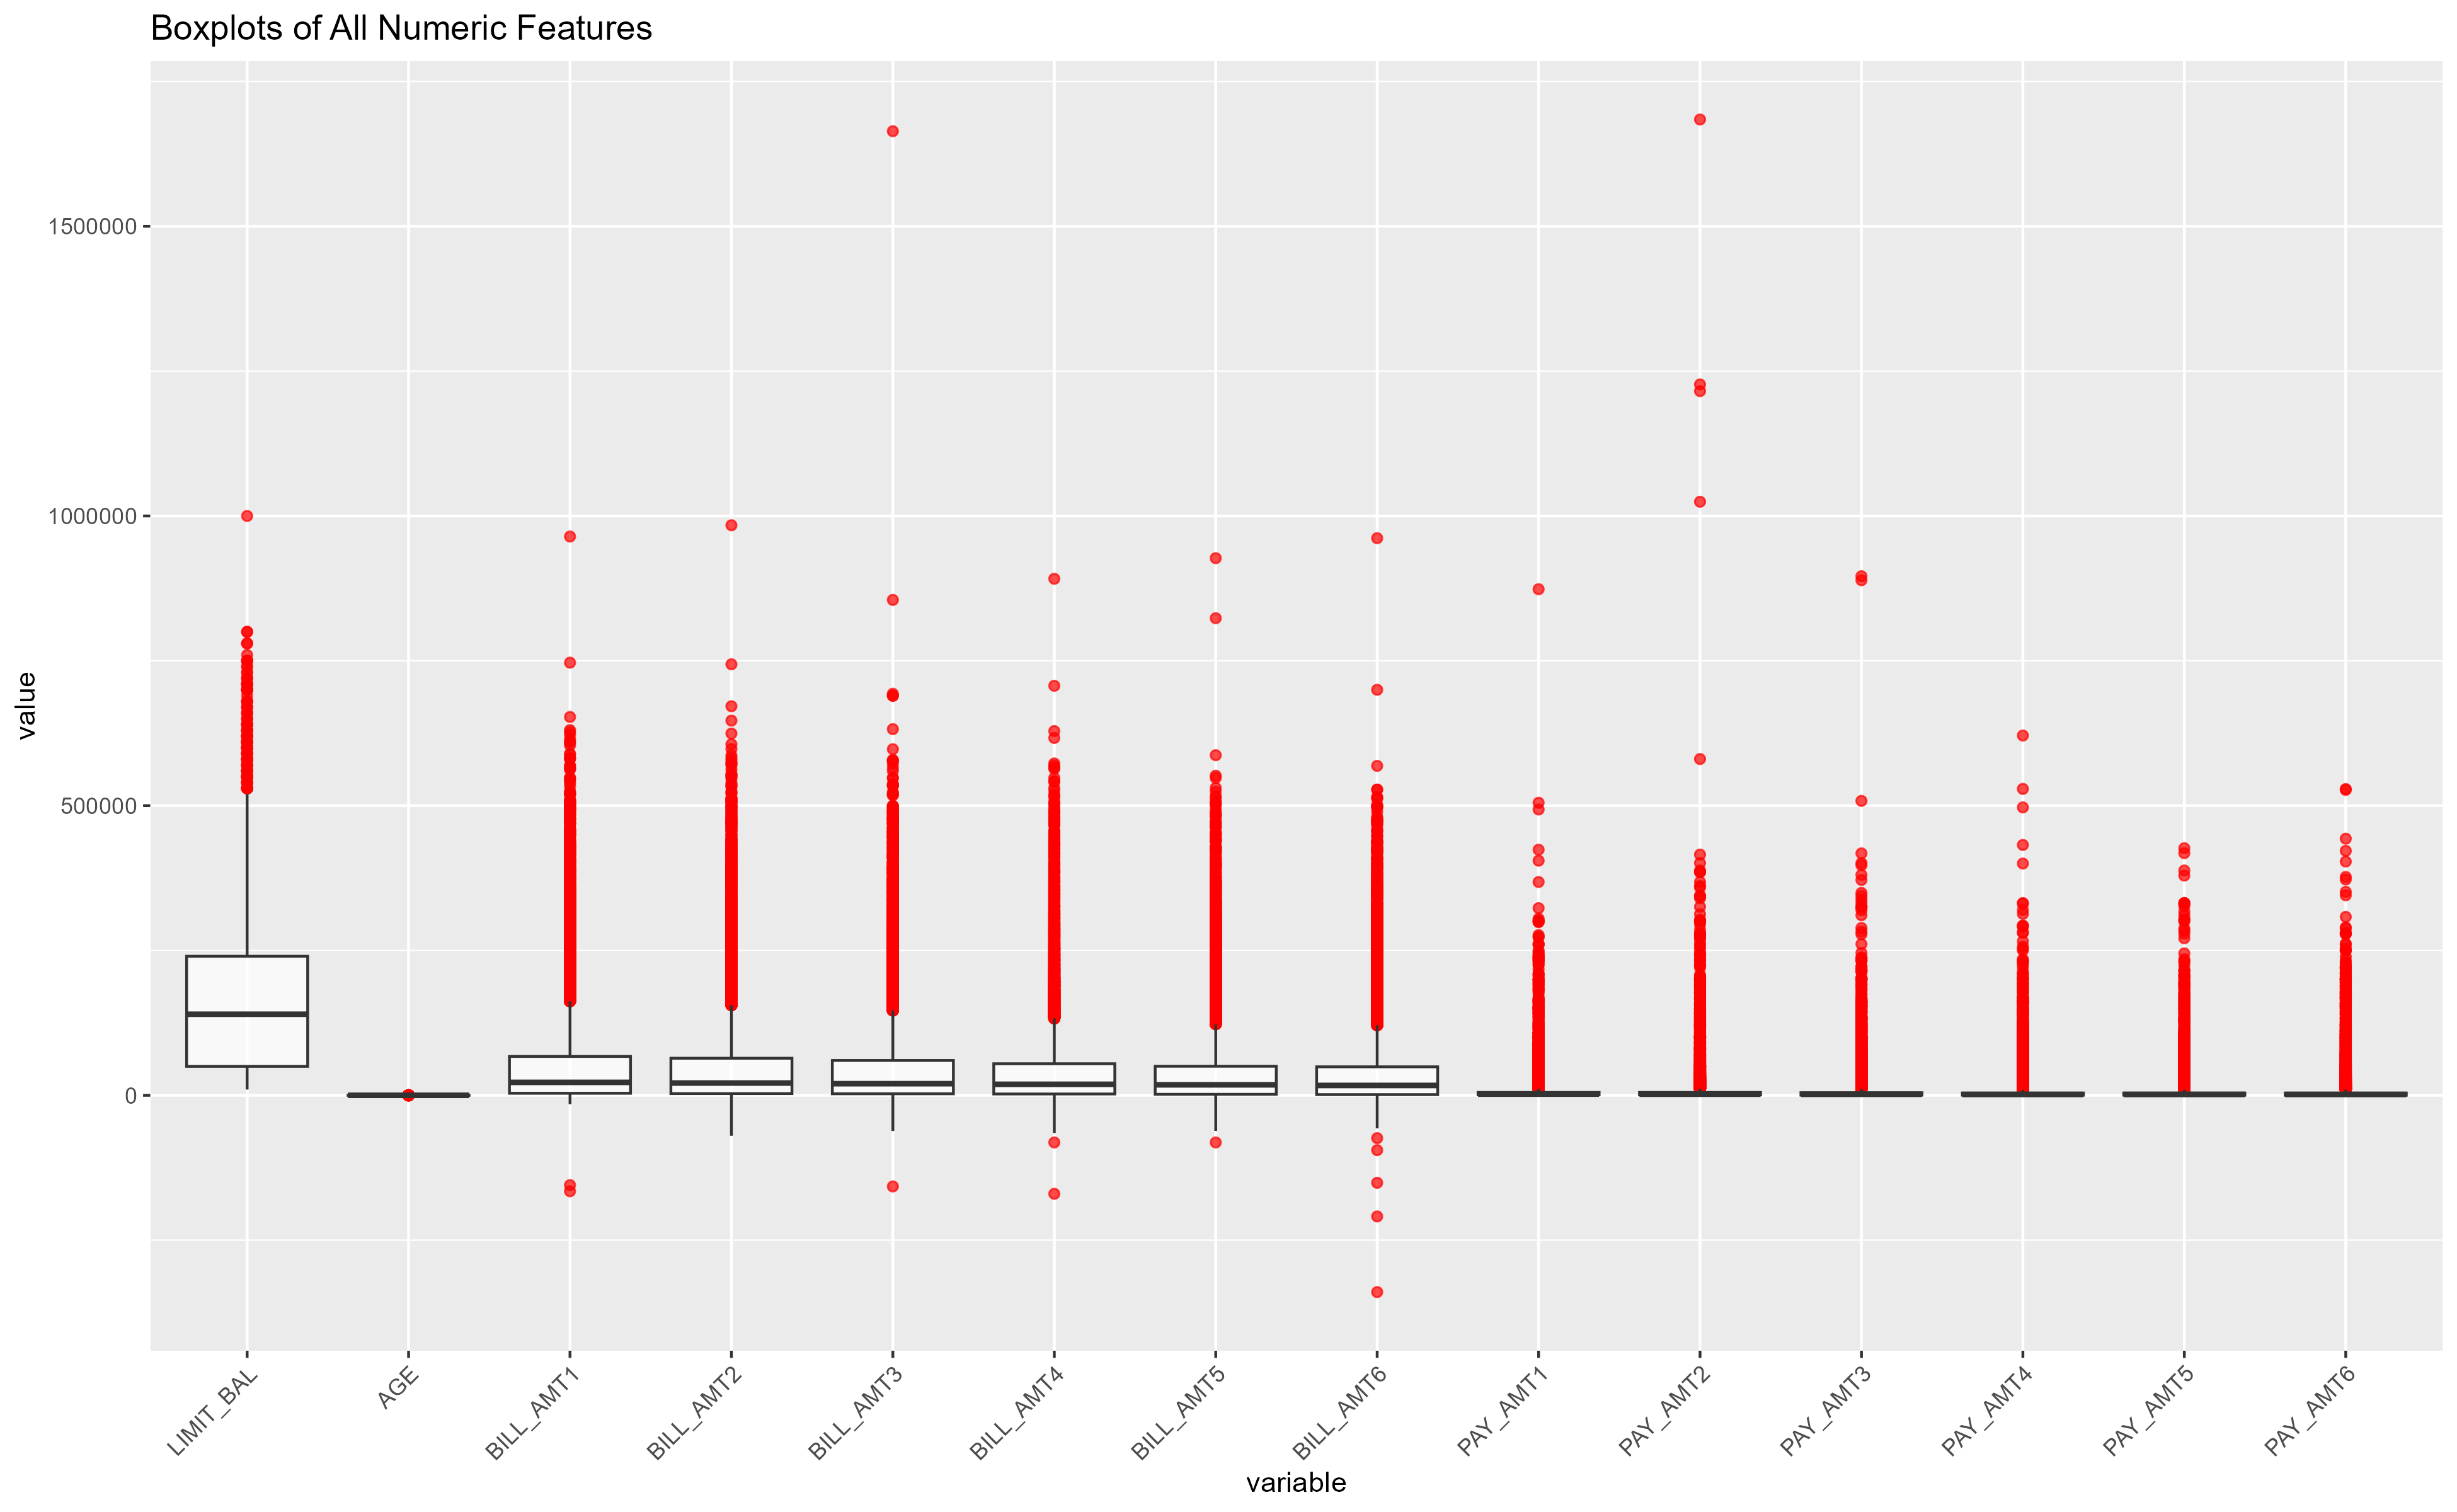 Boxplots of All Numeric Features
1500000
1000000
500000
0
value
LIMIT_BAL
AGE
BILL_AMT1
BILL_AMT2
BILL_AMT3
BILL_AMT4
BILL_AMT5
BILL_AMT6
PAY_AMT1
PAY_AMT2
PAY_AMT3
PAY_AMT4
PAY_AMT5
PAY_AMT6
variable